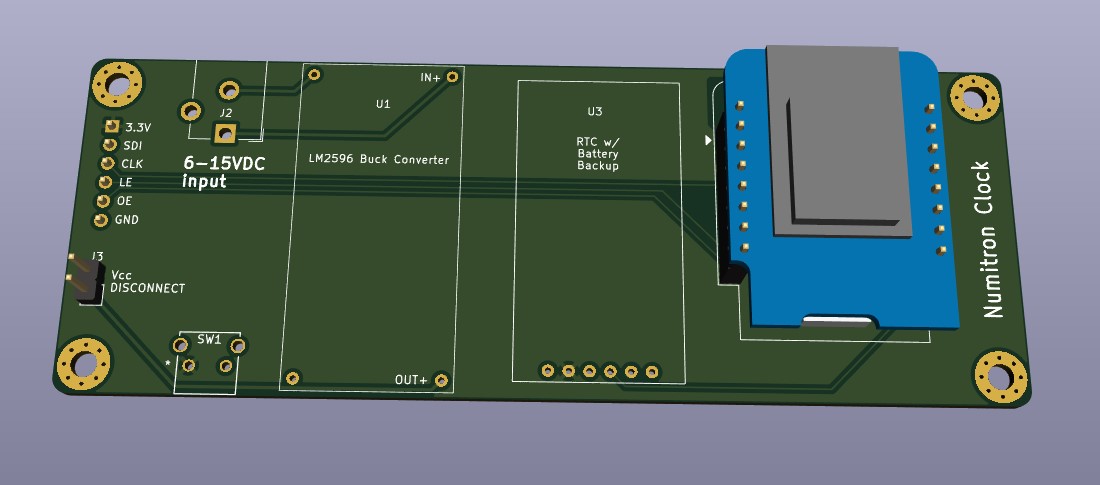 IN+
U1
U3
J2
3.3V
SDI
CLK
LE
OE
GND
6-15VDC
input
LM2596 Buck Converter
RTC w/
Battery
Backup
J3
Vcc
DISCONNECT
SW1
*
OUT+
Numitron Clock